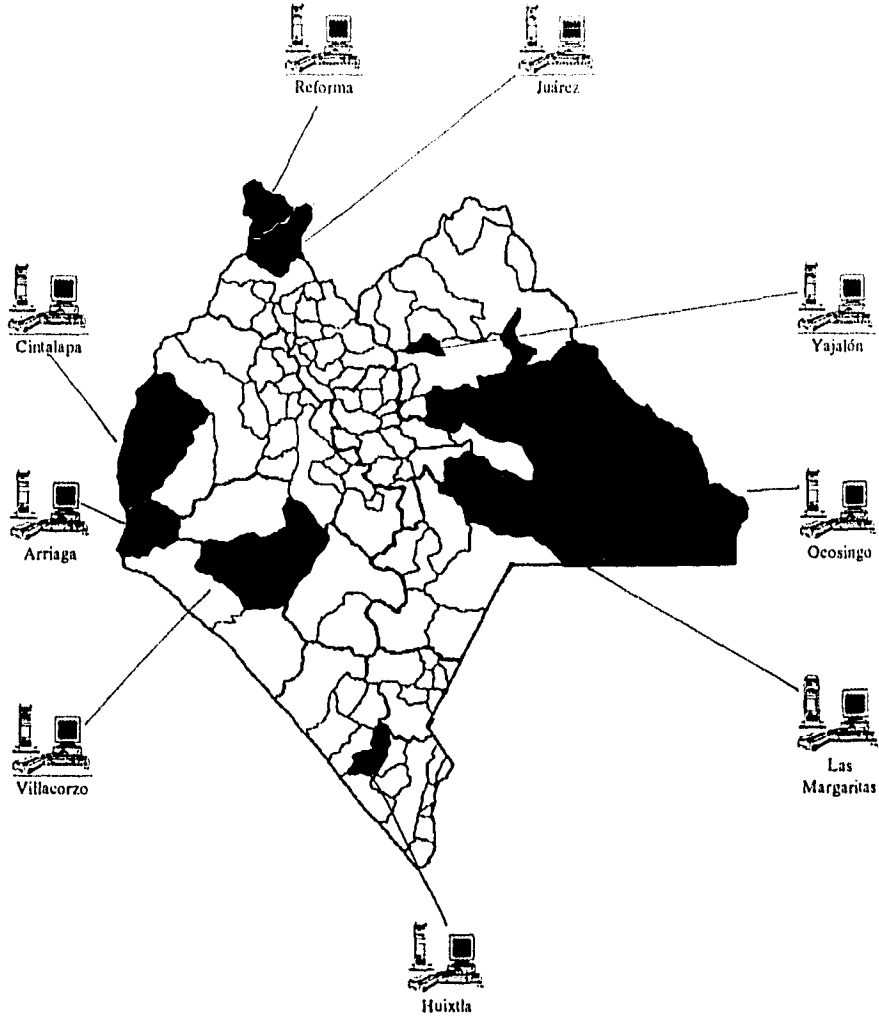 Reforma
Juárez
Cintalapa
Yajalón
Arriaga
Ocosingo
Villacorzo
Las
Margaritas
Huixtla